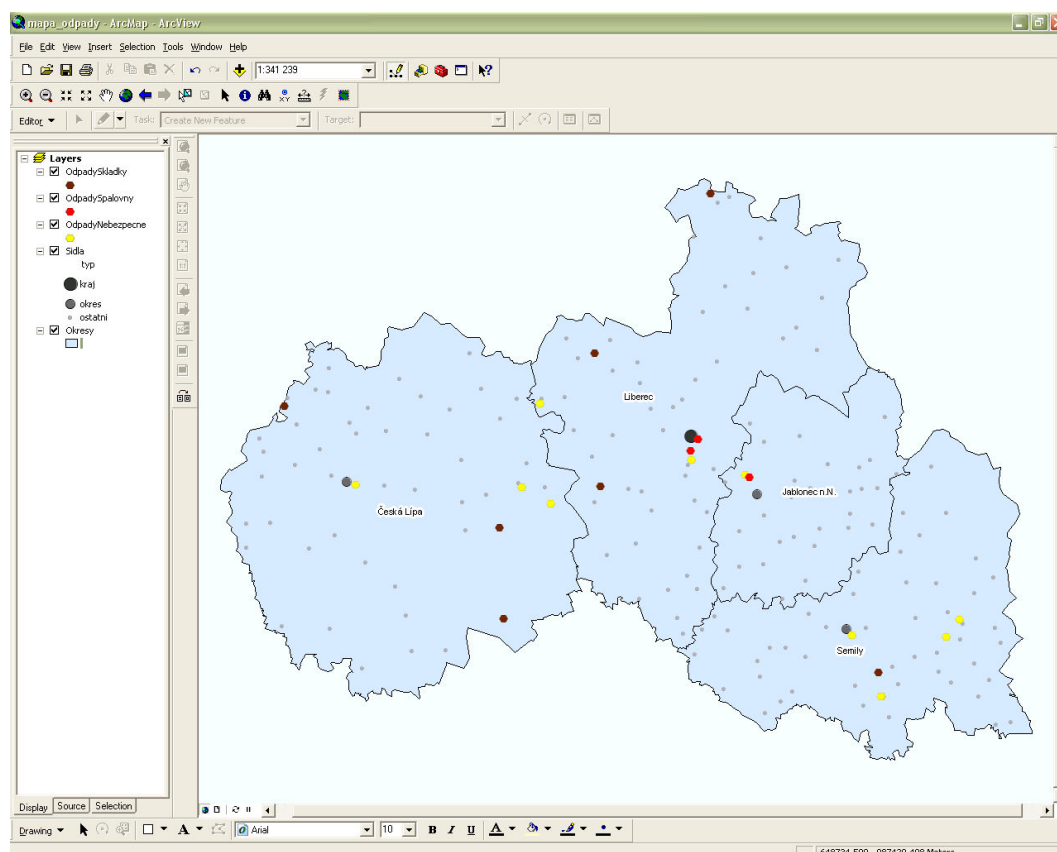 mapa_odpady - ArcMap - ArcView
File Edit View Insert Selection Tools Window Help
1:341 239
Editor Task: Create New Feature Target:
Layers
OdpadySkladky
OdpadySpalovny
OdpadyNebezpecne
Sidla
typ
kraj
okres
ostatni
Okresy
Liberec
Jablonec n.N.
Česká Lípa
Semily
Display Source Selection
Drawing Arial 10 B I U A